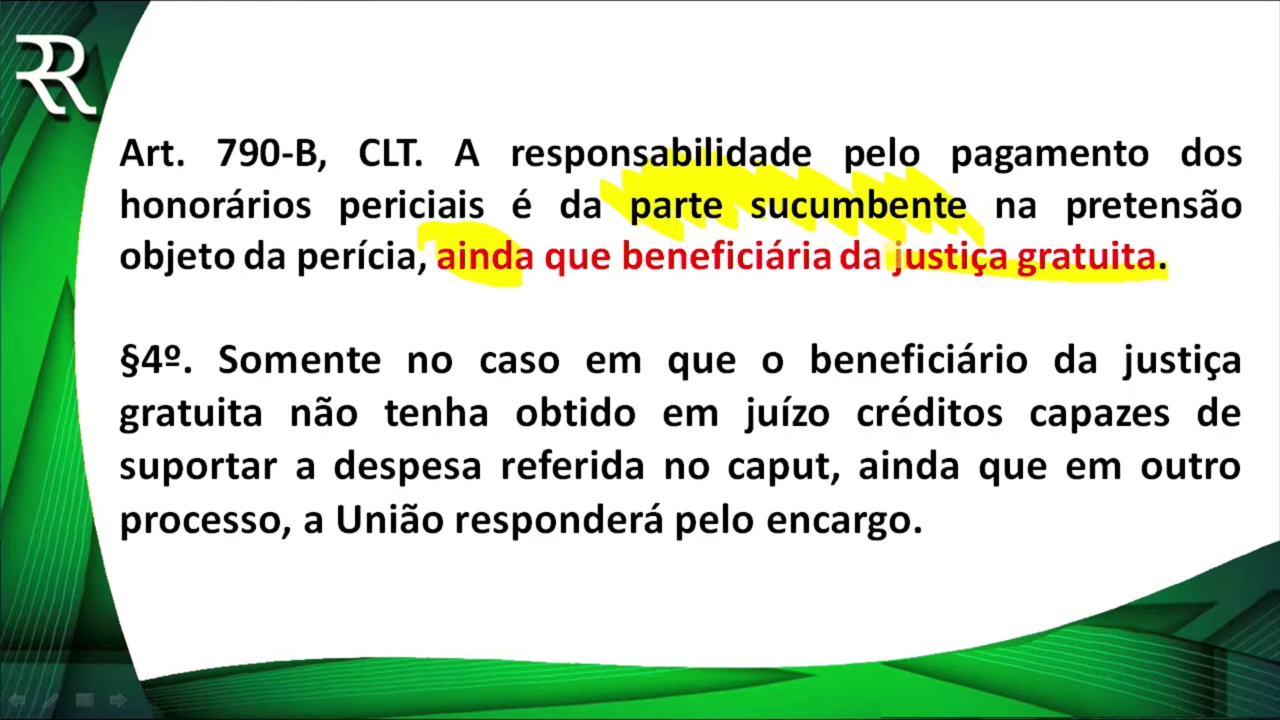 Art. 790-B, CLT. A responsabilidade pelo pagamento dos
honorários periciais é da parte sucumbente na pretensão
objeto da perícia, ainda que beneficiária da justiça gratuita.
§4º. Somente no caso em que o beneficiário da justiça
gratuita não tenha obtido em juízo créditos capazes de
suportar a despesa referida no caput, ainda que em outro
processo, a União responderá pelo encargo.